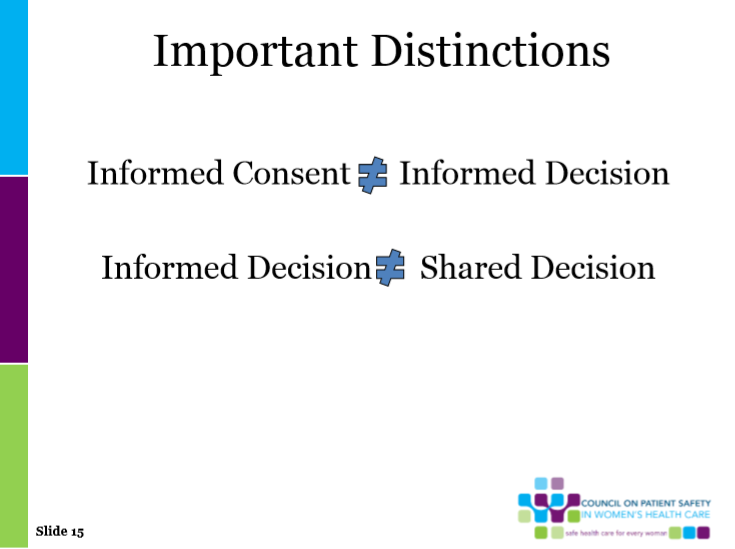 Important Distinctions
Informed Consent ≠ Informed Decision
Informed Decision ≠ Shared Decision
COUNCIL ON PATIENT SAFETY
IN WOMEN'S HEALTH CARE
safe health care for every woman
Slide 15